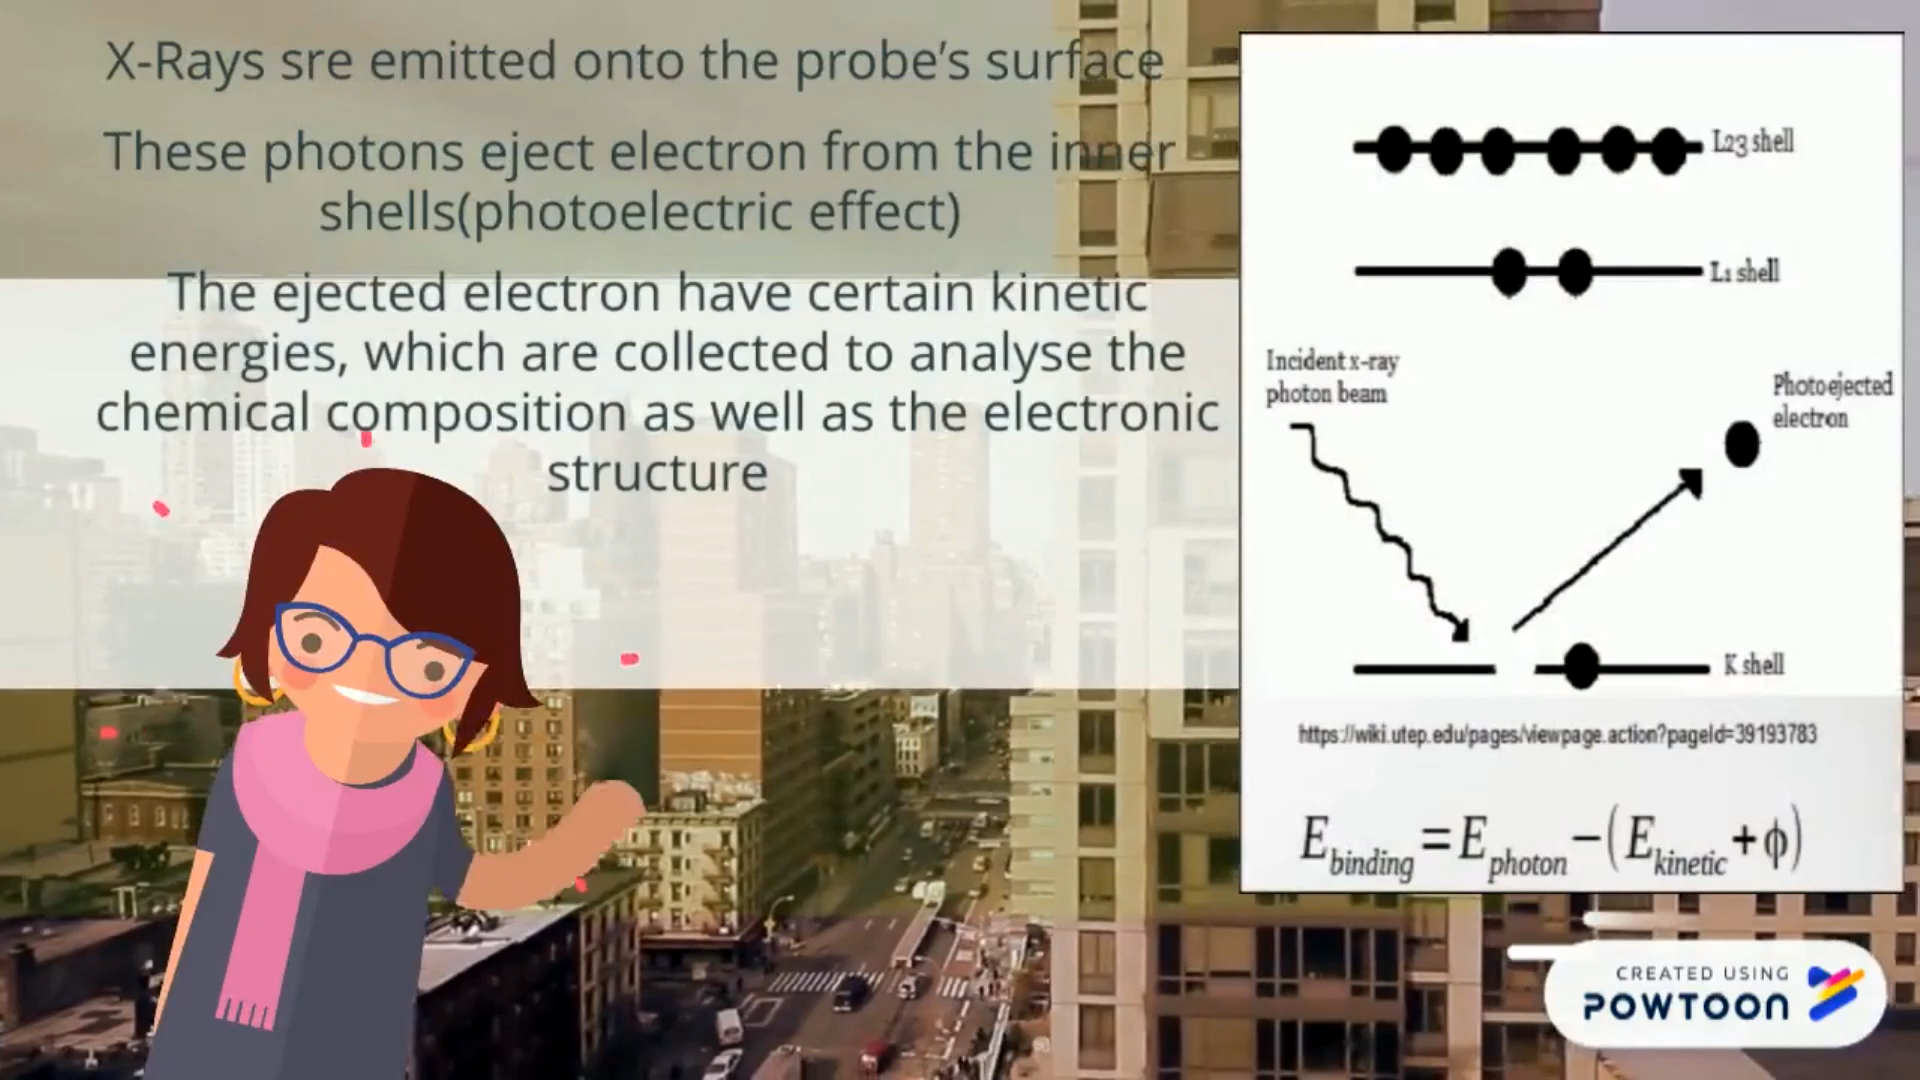 X-Rays sre emitted onto the probe's surface
These photons eject electron from the inner
shells(photoelectric effect)
The ejected electron have certain kinetic
energies, which are collected to analyse the
chemical composition as well as the electronic
structure
L23 shell
L1 shell
Incident x-ray
photon beam
Photoejected
electron
K shell
https://wiki.utep.edu/pages/viewpage.action?pageId=39193783
E binding = E photon − ( E kinetic + ϕ )
CREATED USING
POWTOON